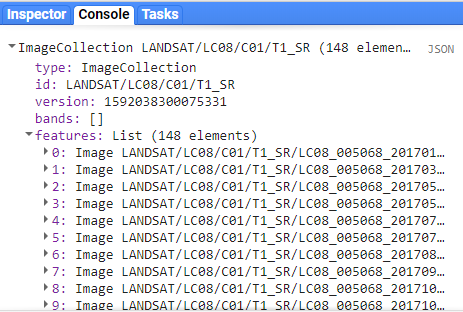 Inspector Console Tasks
ImageCollection LANDSAT/LC08/C01/T1_SR (148 elemen… JSON
type: ImageCollection
id: LANDSAT/LC08/C01/T1_SR
version: 1592038300075331
bands: []
features: List (148 elements)
0: Image LANDSAT/LC08/C01/T1_SR/LC08_005068_201701…
1: Image LANDSAT/LC08/C01/T1_SR/LC08_005068_201703…
2: Image LANDSAT/LC08/C01/T1_SR/LC08_005068_201705…
3: Image LANDSAT/LC08/C01/T1_SR/LC08_005068_201705…
4: Image LANDSAT/LC08/C01/T1_SR/LC08_005068_201707…
5: Image LANDSAT/LC08/C01/T1_SR/LC08_005068_201707…
6: Image LANDSAT/LC08/C01/T1_SR/LC08_005068_201708…
7: Image LANDSAT/LC08/C01/T1_SR/LC08_005068_201709…
8: Image LANDSAT/LC08/C01/T1_SR/LC08_005068_201710…
9: Image LANDSAT/LC08/C01/T1_SR/LC08_005068_201710…